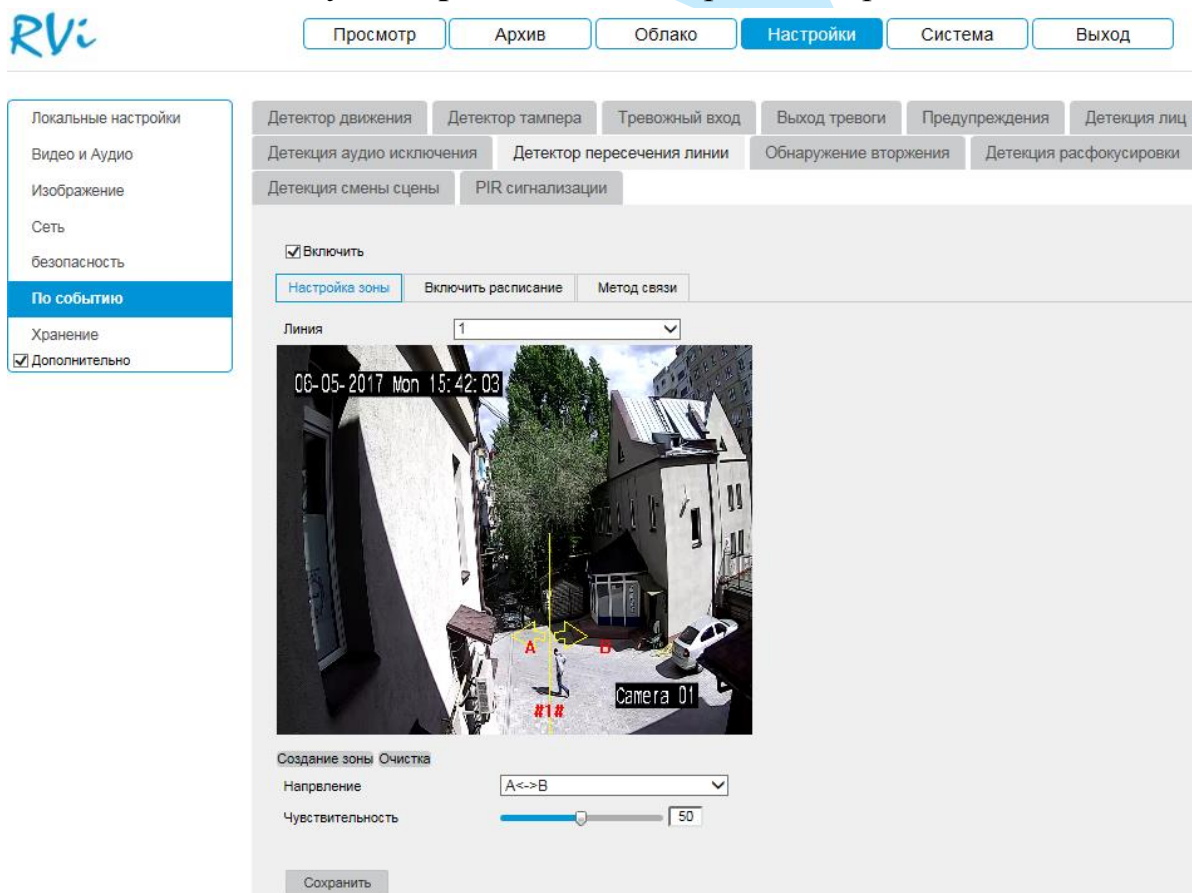 RVi
Просмотр Архив Облако Настройки Система Выход
Локальные настройки
Видео и Аудио
Изображение
Сеть
безопасность
По событию
Хранение
Дополнительно
Детектор движения Детектор тампера Тревожный вход Выход тревоги Предупреждения Детекция лиц
Детекция аудио исключения Детектор пересечения линии Обнаружение вторжения Детекция расфокусировки
Детекция смены сцены PIR сигнализации
Включить
Настройка зоны Включить расписание Метод связи
Линия 1
06-05-2017 Mon 15:42:03
A B
#1#
Camera 01
Создание зоны Очистка
Напрвление A<->B
Чувствительность 50
Сохранить